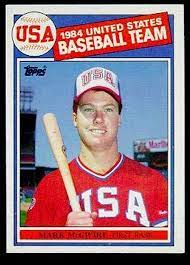 USA
1984 UNITED STATES
BASEBALL TEAM
Topps
USA
USA
MARK McGWIRE FIRST BASE